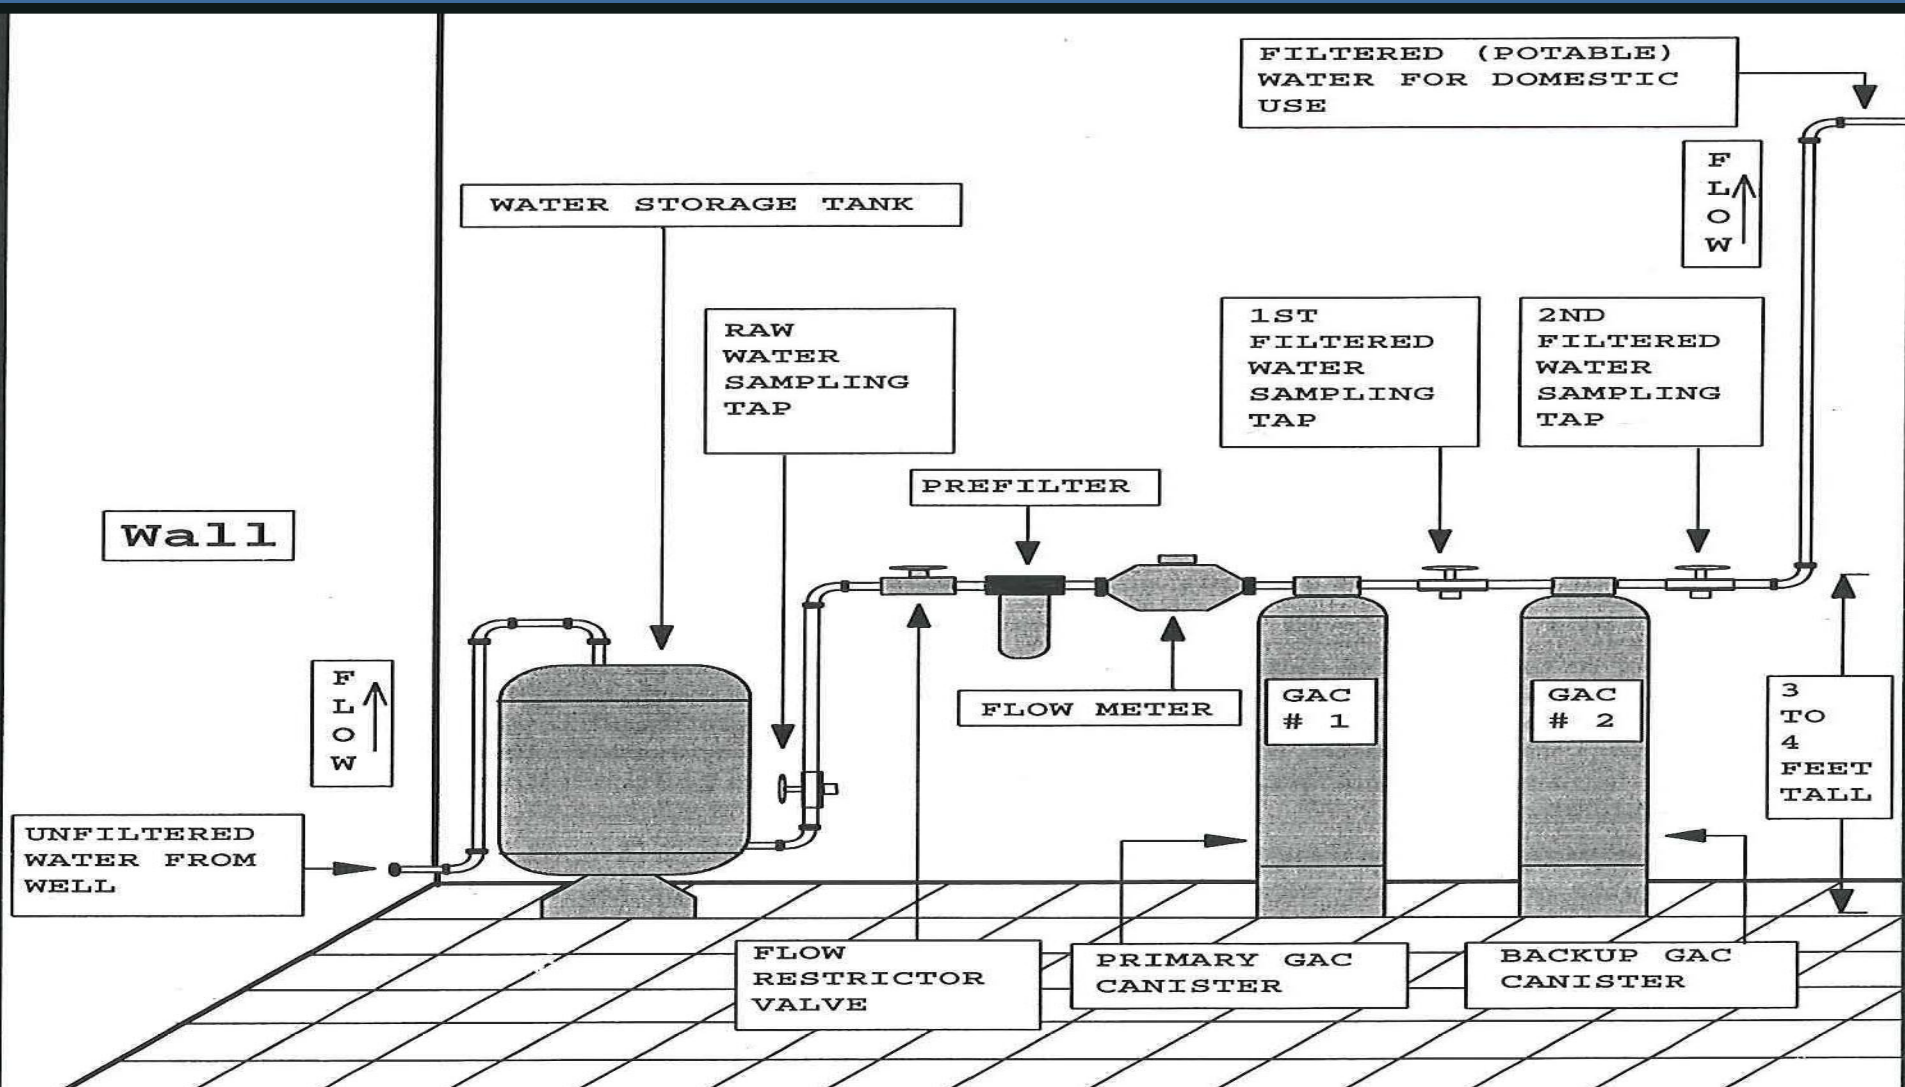 FILTERED (POTABLE)
WATER FOR DOMESTIC
USE
F
L
O
W
WATER STORAGE TANK
RAW
WATER
SAMPLING
TAP
1ST
FILTERED
WATER
SAMPLING
TAP
2ND
FILTERED
WATER
SAMPLING
TAP
PREFILTER
Wall
F
L
O
W
FLOW METER
GAC
# 1
GAC
# 2
3
TO
4
FEET
TALL
UNFILTERED
WATER FROM
WELL
FLOW
RESTRICTOR
VALVE
PRIMARY GAC
CANISTER
BACKUP GAC
CANISTER